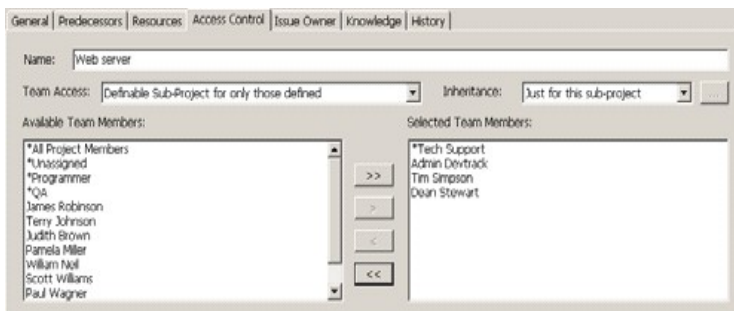 General Predecessors Resources Access Control Issue Owner Knowledge History
Name: Web server
Team Access: Definable Sub-Project for only those defined Inheritance: Just for this sub-project ...
Available Team Members: Selected Team Members:
*All Project Members
*Unassigned
*Programmer
*QA
James Robinson
Terry Johnson
Judith Brown
Pamela Miller
William Neil
Scott Williams
Paul Wagner
>>
>
<
<<
*Tech Support
Admin Devtrack
Tim Simpson
Dean Stewart